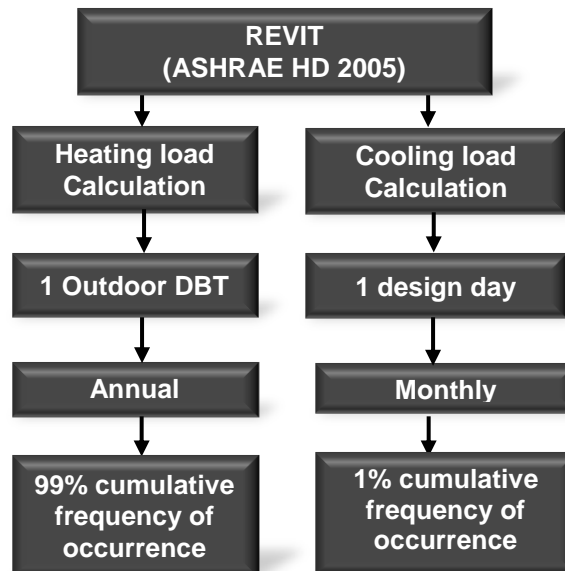 REVIT
(ASHRAE HD 2005)
Heating load
Calculation
Cooling load
Calculation
1 Outdoor DBT
1 design day
Annual
Monthly
99% cumulative
frequency of
occurrence
1% cumulative
frequency of
occurrence